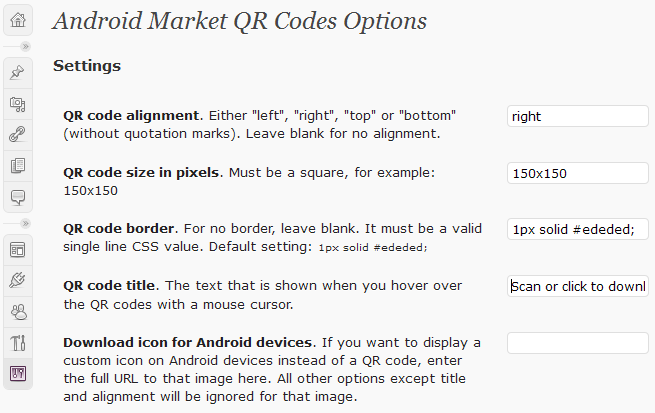 Android Market QR Codes Options
Settings
QR code alignment. Either "left", "right", "top" or "bottom"
(without quotation marks). Leave blank for no alignment.
right
QR code size in pixels. Must be a square, for example:
150x150
150x150
QR code border. For no border, leave blank. It must be a valid
single line CSS value. Default setting: 1px solid #ededed;
1px solid #ededed;
QR code title. The text that is shown when you hover over
the QR codes with a mouse cursor.
Scan or click to downl
Download icon for Android devices. If you want to display a
custom icon on Android devices instead of a QR code, enter
the full URL to that image here. All other options except title
and alignment will be ignored for that image.